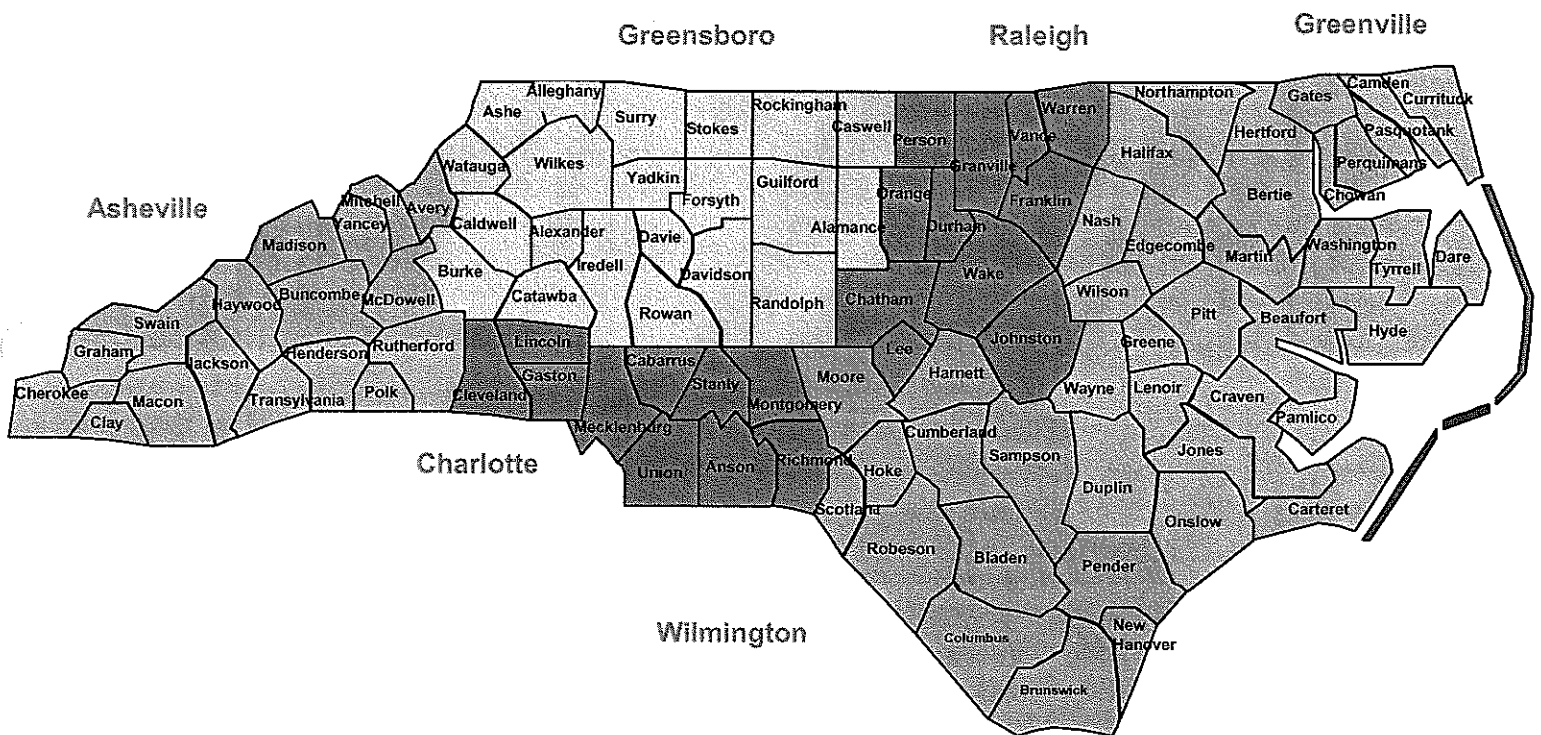 Greensboro
Raleigh
Greenville
Asheville
Charlotte
Wilmington
Ashe
Alleghany
Surry
Stokes
Rockingham
Caswell
Person
Granville
Vance
Warren
Northampton
Gates
Camden
Currituck
Pasquotank
Perquimans
Chowan
Hertford
Halifax
Bertie
Watauga
Wilkes
Yadkin
Forsyth
Guilford
Alamance
Orange
Durham
Franklin
Nash
Edgecombe
Martin
Washington
Tyrrell
Dare
Mitchell
Avery
Yancey
Madison
Caldwell
Alexander
Iredell
Davie
Davidson
Randolph
Chatham
Wake
Wilson
Pitt
Beaufort
Hyde
Haywood
Buncombe
McDowell
Burke
Catawba
Rowan
Swain
Graham
Jackson
Henderson
Rutherford
Lincoln
Cabarrus
Stanly
Montgomery
Moore
Lee
Harnett
Johnston
Greene
Wayne
Lenoir
Craven
Pamlico
Cherokee
Clay
Macon
Transylvania
Polk
Cleveland
Gaston
Mecklenburg
Union
Anson
Richmond
Hoke
Cumberland
Sampson
Duplin
Jones
Onslow
Carteret
Scotland
Robeson
Bladen
Pender
New
Hanover
Columbus
Brunswick